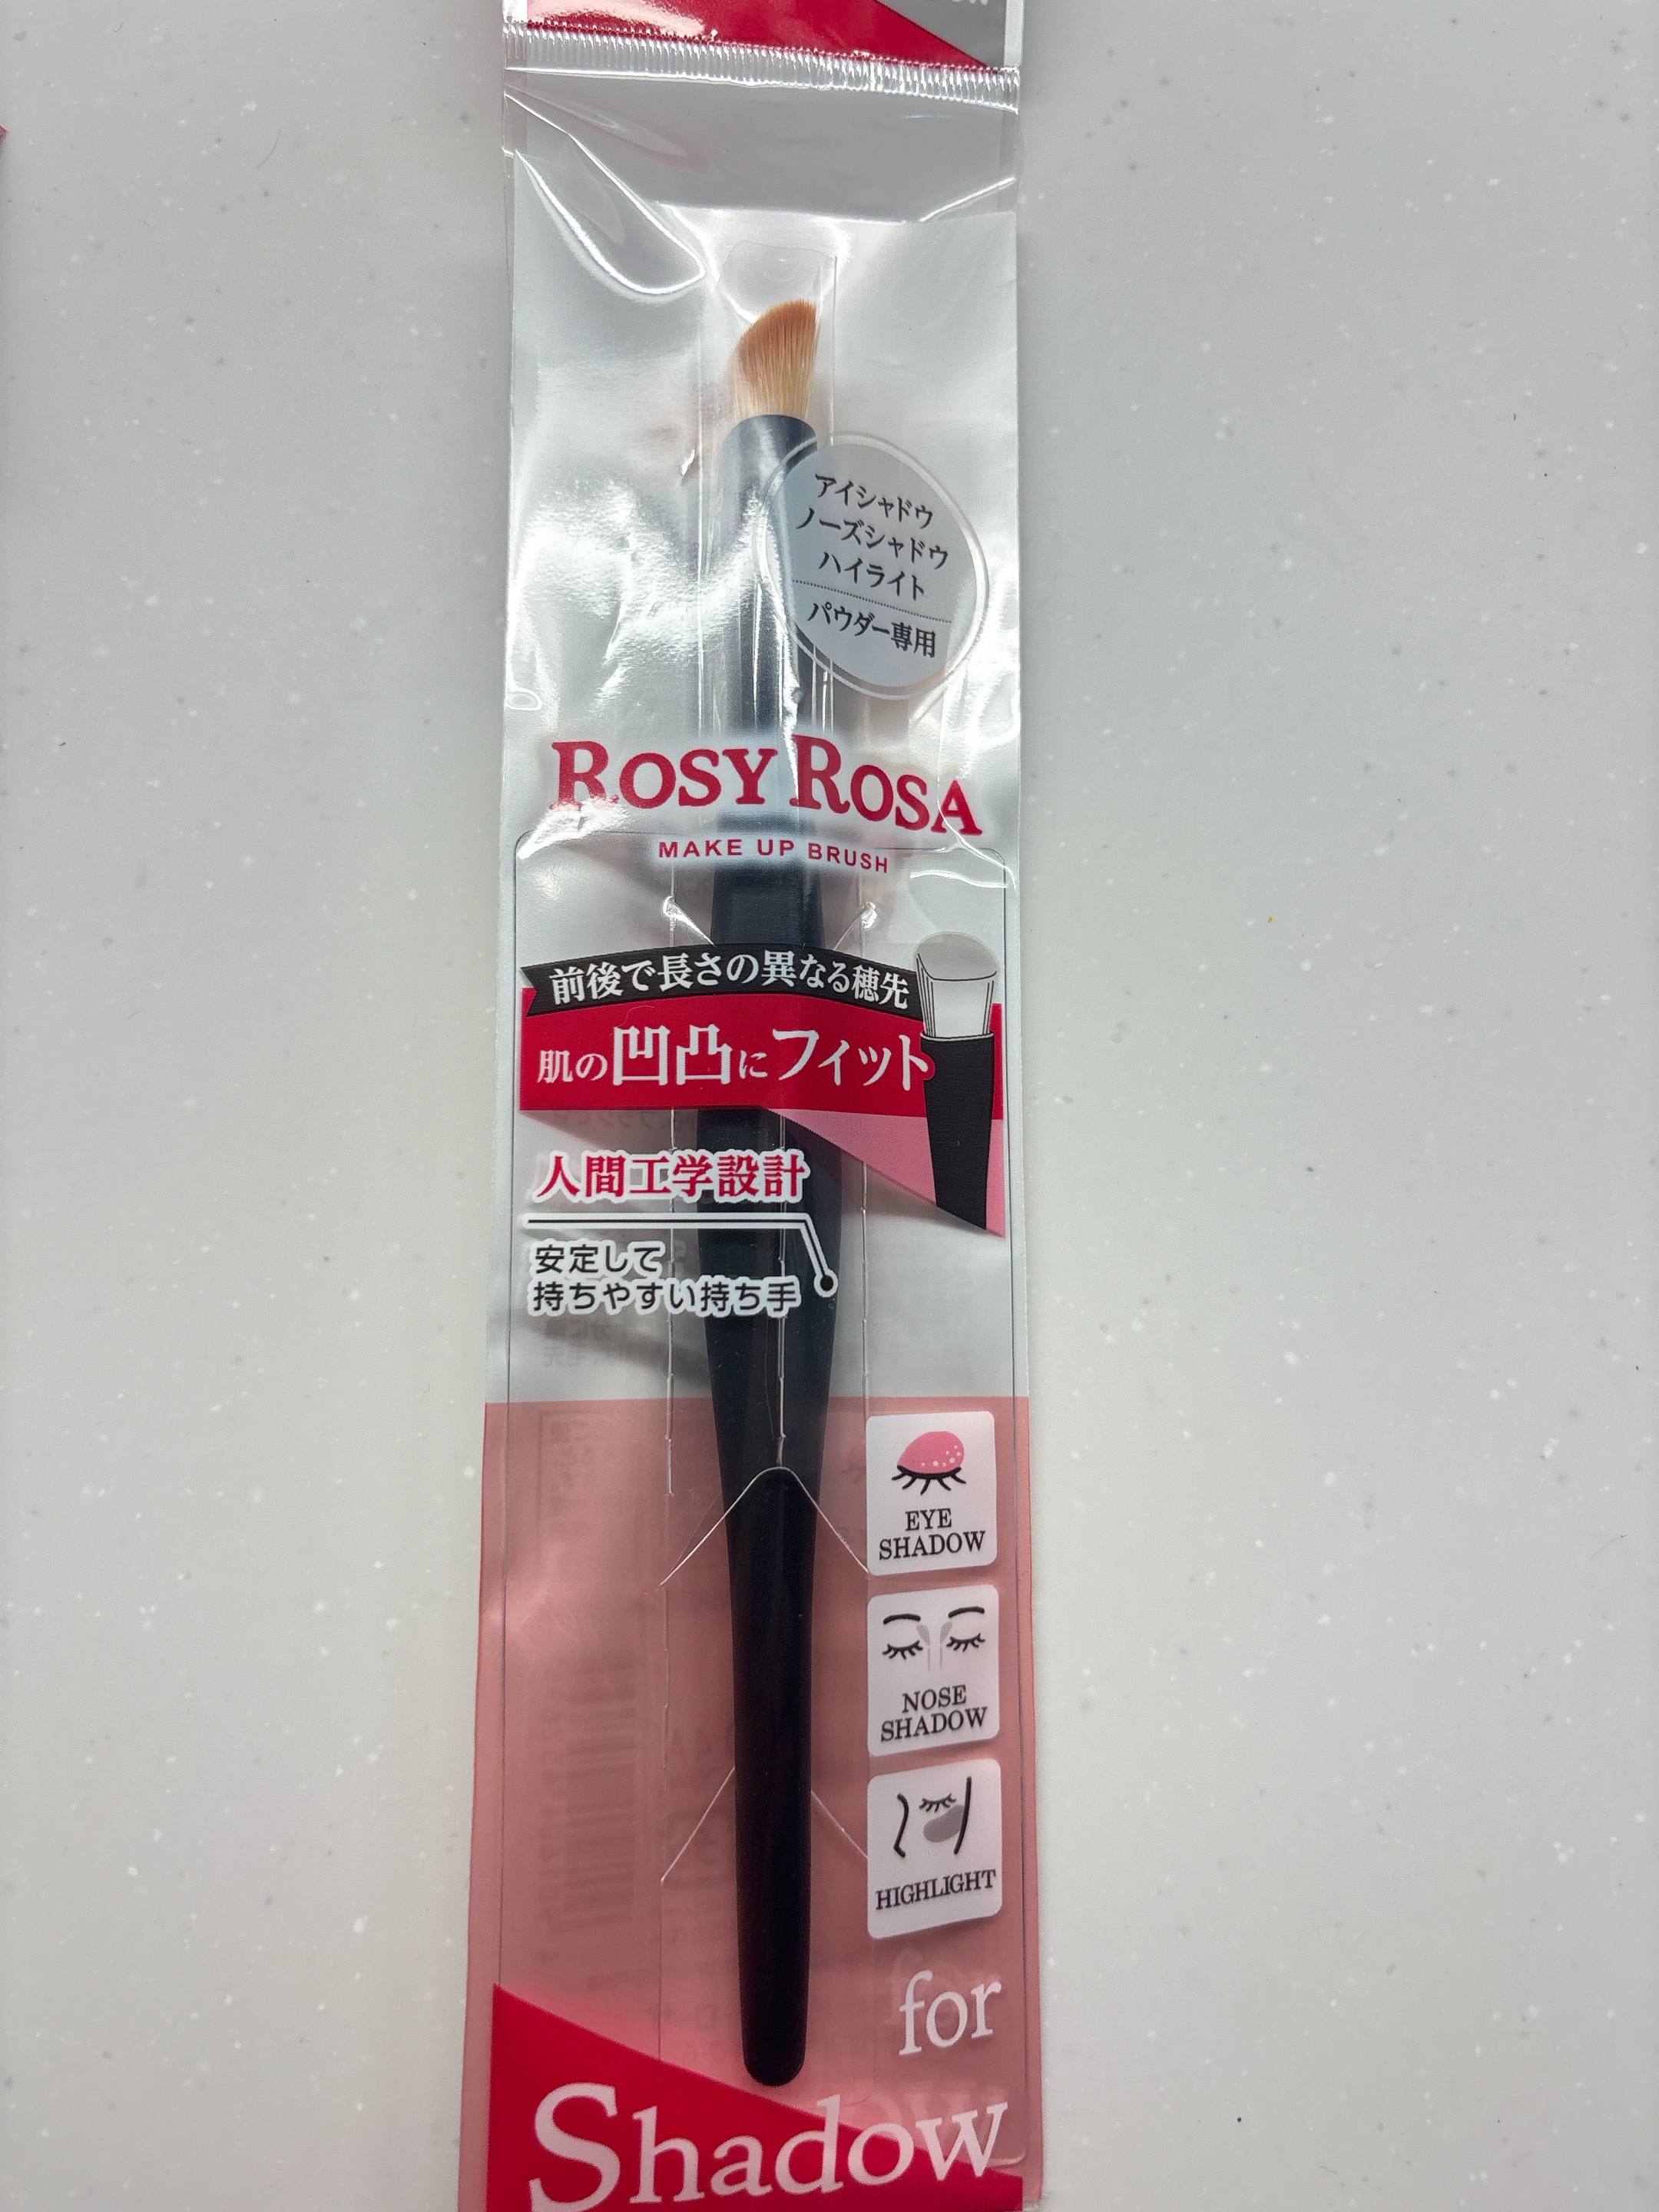 アイシャドウ
ノーズシャドウ
ハイライト
パウダー専用
ROSY ROSA
MAKE UP BRUSH
前後で長さの異なる穂先
肌の凹凸にフィット
人間工学設計
安定して
持ちやすい持ち手
EYE
SHADOW
NOSE
SHADOW
HIGHLIGHT
for
Shadow